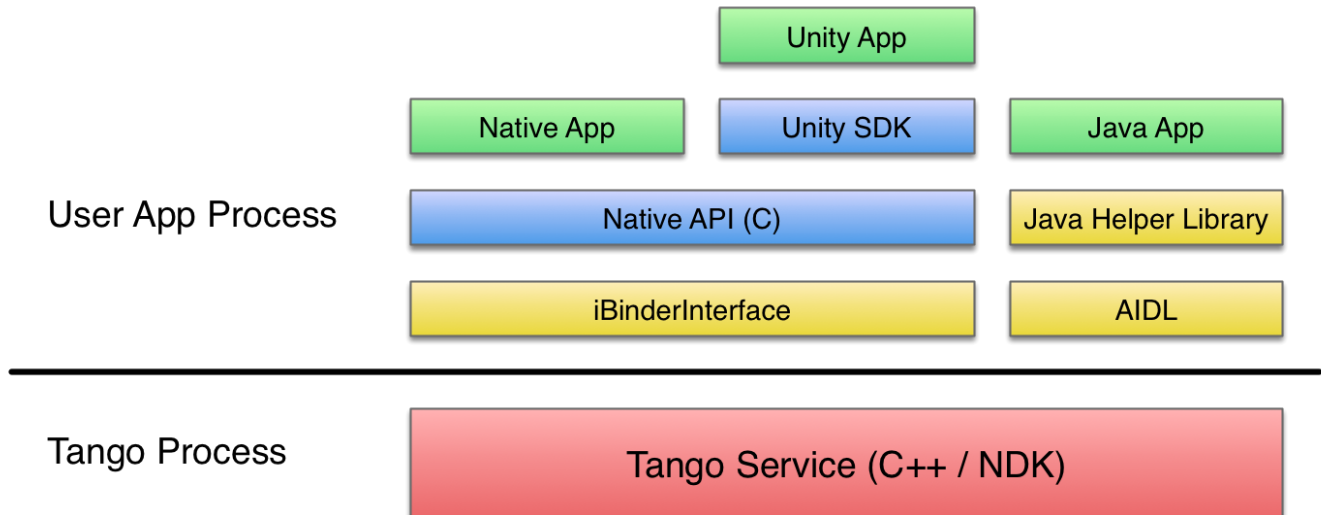 Unity App
Native App
Unity SDK
Java App
User App Process
Native API (C)
Java Helper Library
iBinderInterface
AIDL
Tango Process
Tango Service (C++ / NDK)